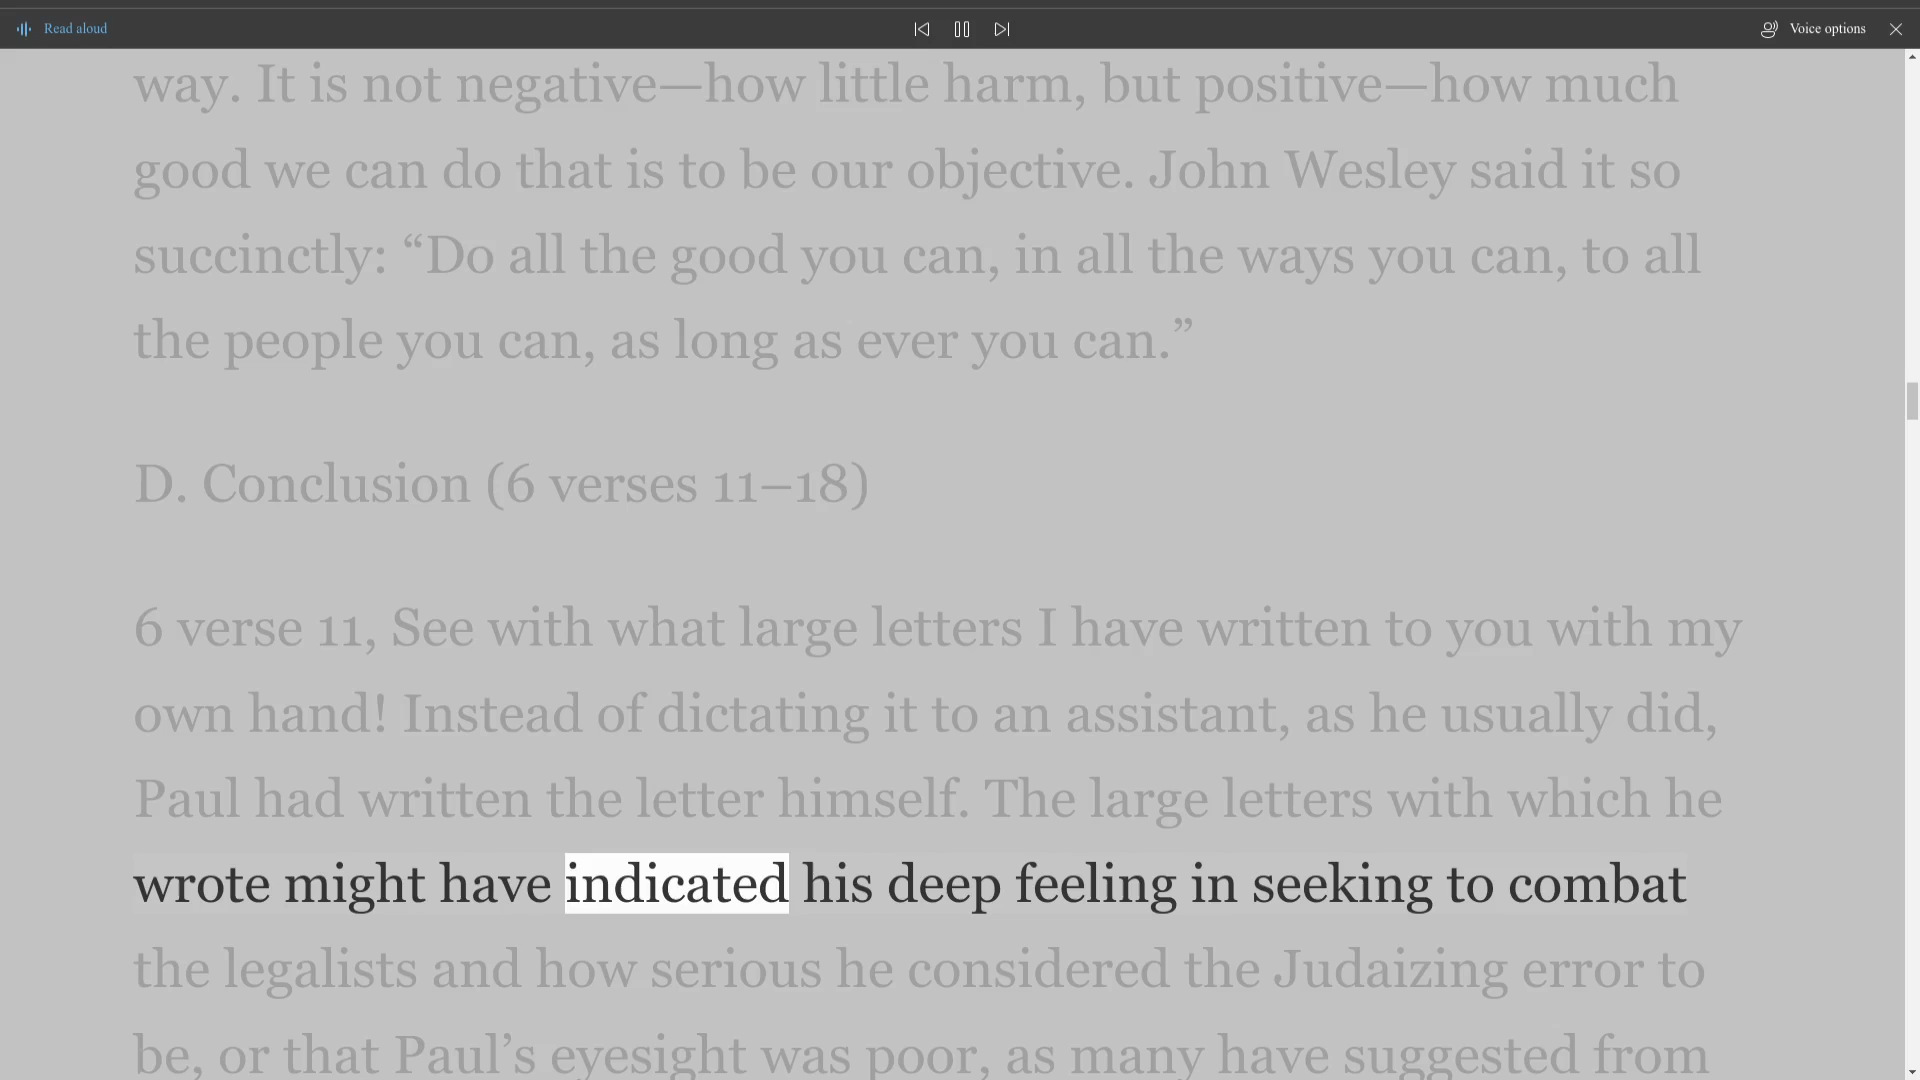 Read aloud
Voice options
way. It is not negative—how little harm, but positive—how much
good we can do that is to be our objective. John Wesley said it so
succinctly: “Do all the good you can, in all the ways you can, to all
the people you can, as long as ever you can.”
D. Conclusion (6 verses 11–18)
6 verse 11, See with what large letters I have written to you with my
own hand! Instead of dictating it to an assistant, as he usually did,
Paul had written the letter himself. The large letters with which he
wrote might have indicated his deep feeling in seeking to combat
the legalists and how serious he considered the Judaizing error to
be, or that Paul’s eyesight was poor, as many have suggested from